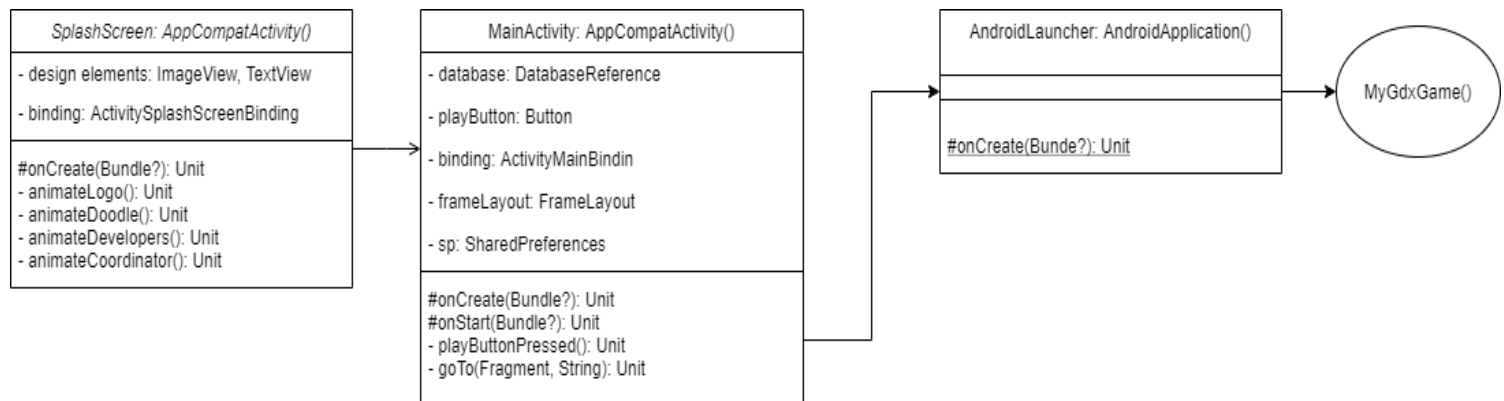 SplashScreen: AppCompatActivity()
- design elements: ImageView, TextView
- binding: ActivitySplashScreenBinding
#onCreate(Bundle?): Unit
- animateLogo(): Unit
- animateDoodle(): Unit
- animateDevelopers(): Unit
- animateCoordinator(): Unit
MainActivity: AppCompatActivity()
- database: DatabaseReference
- playButton: Button
- binding: ActivityMainBindin
- frameLayout: FrameLayout
- sp: SharedPreferences
#onCreate(Bundle?): Unit
#onStart(Bundle?): Unit
- playButtonPressed(): Unit
- goTo(Fragment, String): Unit
AndroidLauncher: AndroidApplication()
#onCreate(Bunde?): Unit
MyGdxGame()